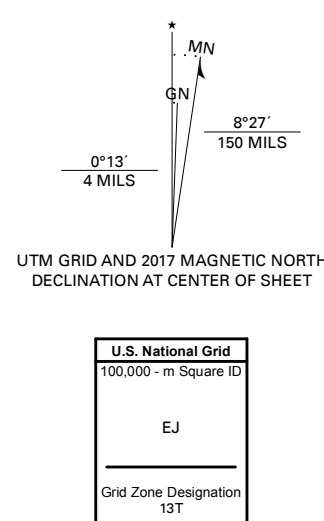 ★
MN
GN
8°27´
150 MILS
0°13´
4 MILS
UTM GRID AND 2017 MAGNETIC NORTH
DECLINATION AT CENTER OF SHEET
U.S. National Grid
100,000 - m Square ID
EJ
Grid Zone Designation
13T